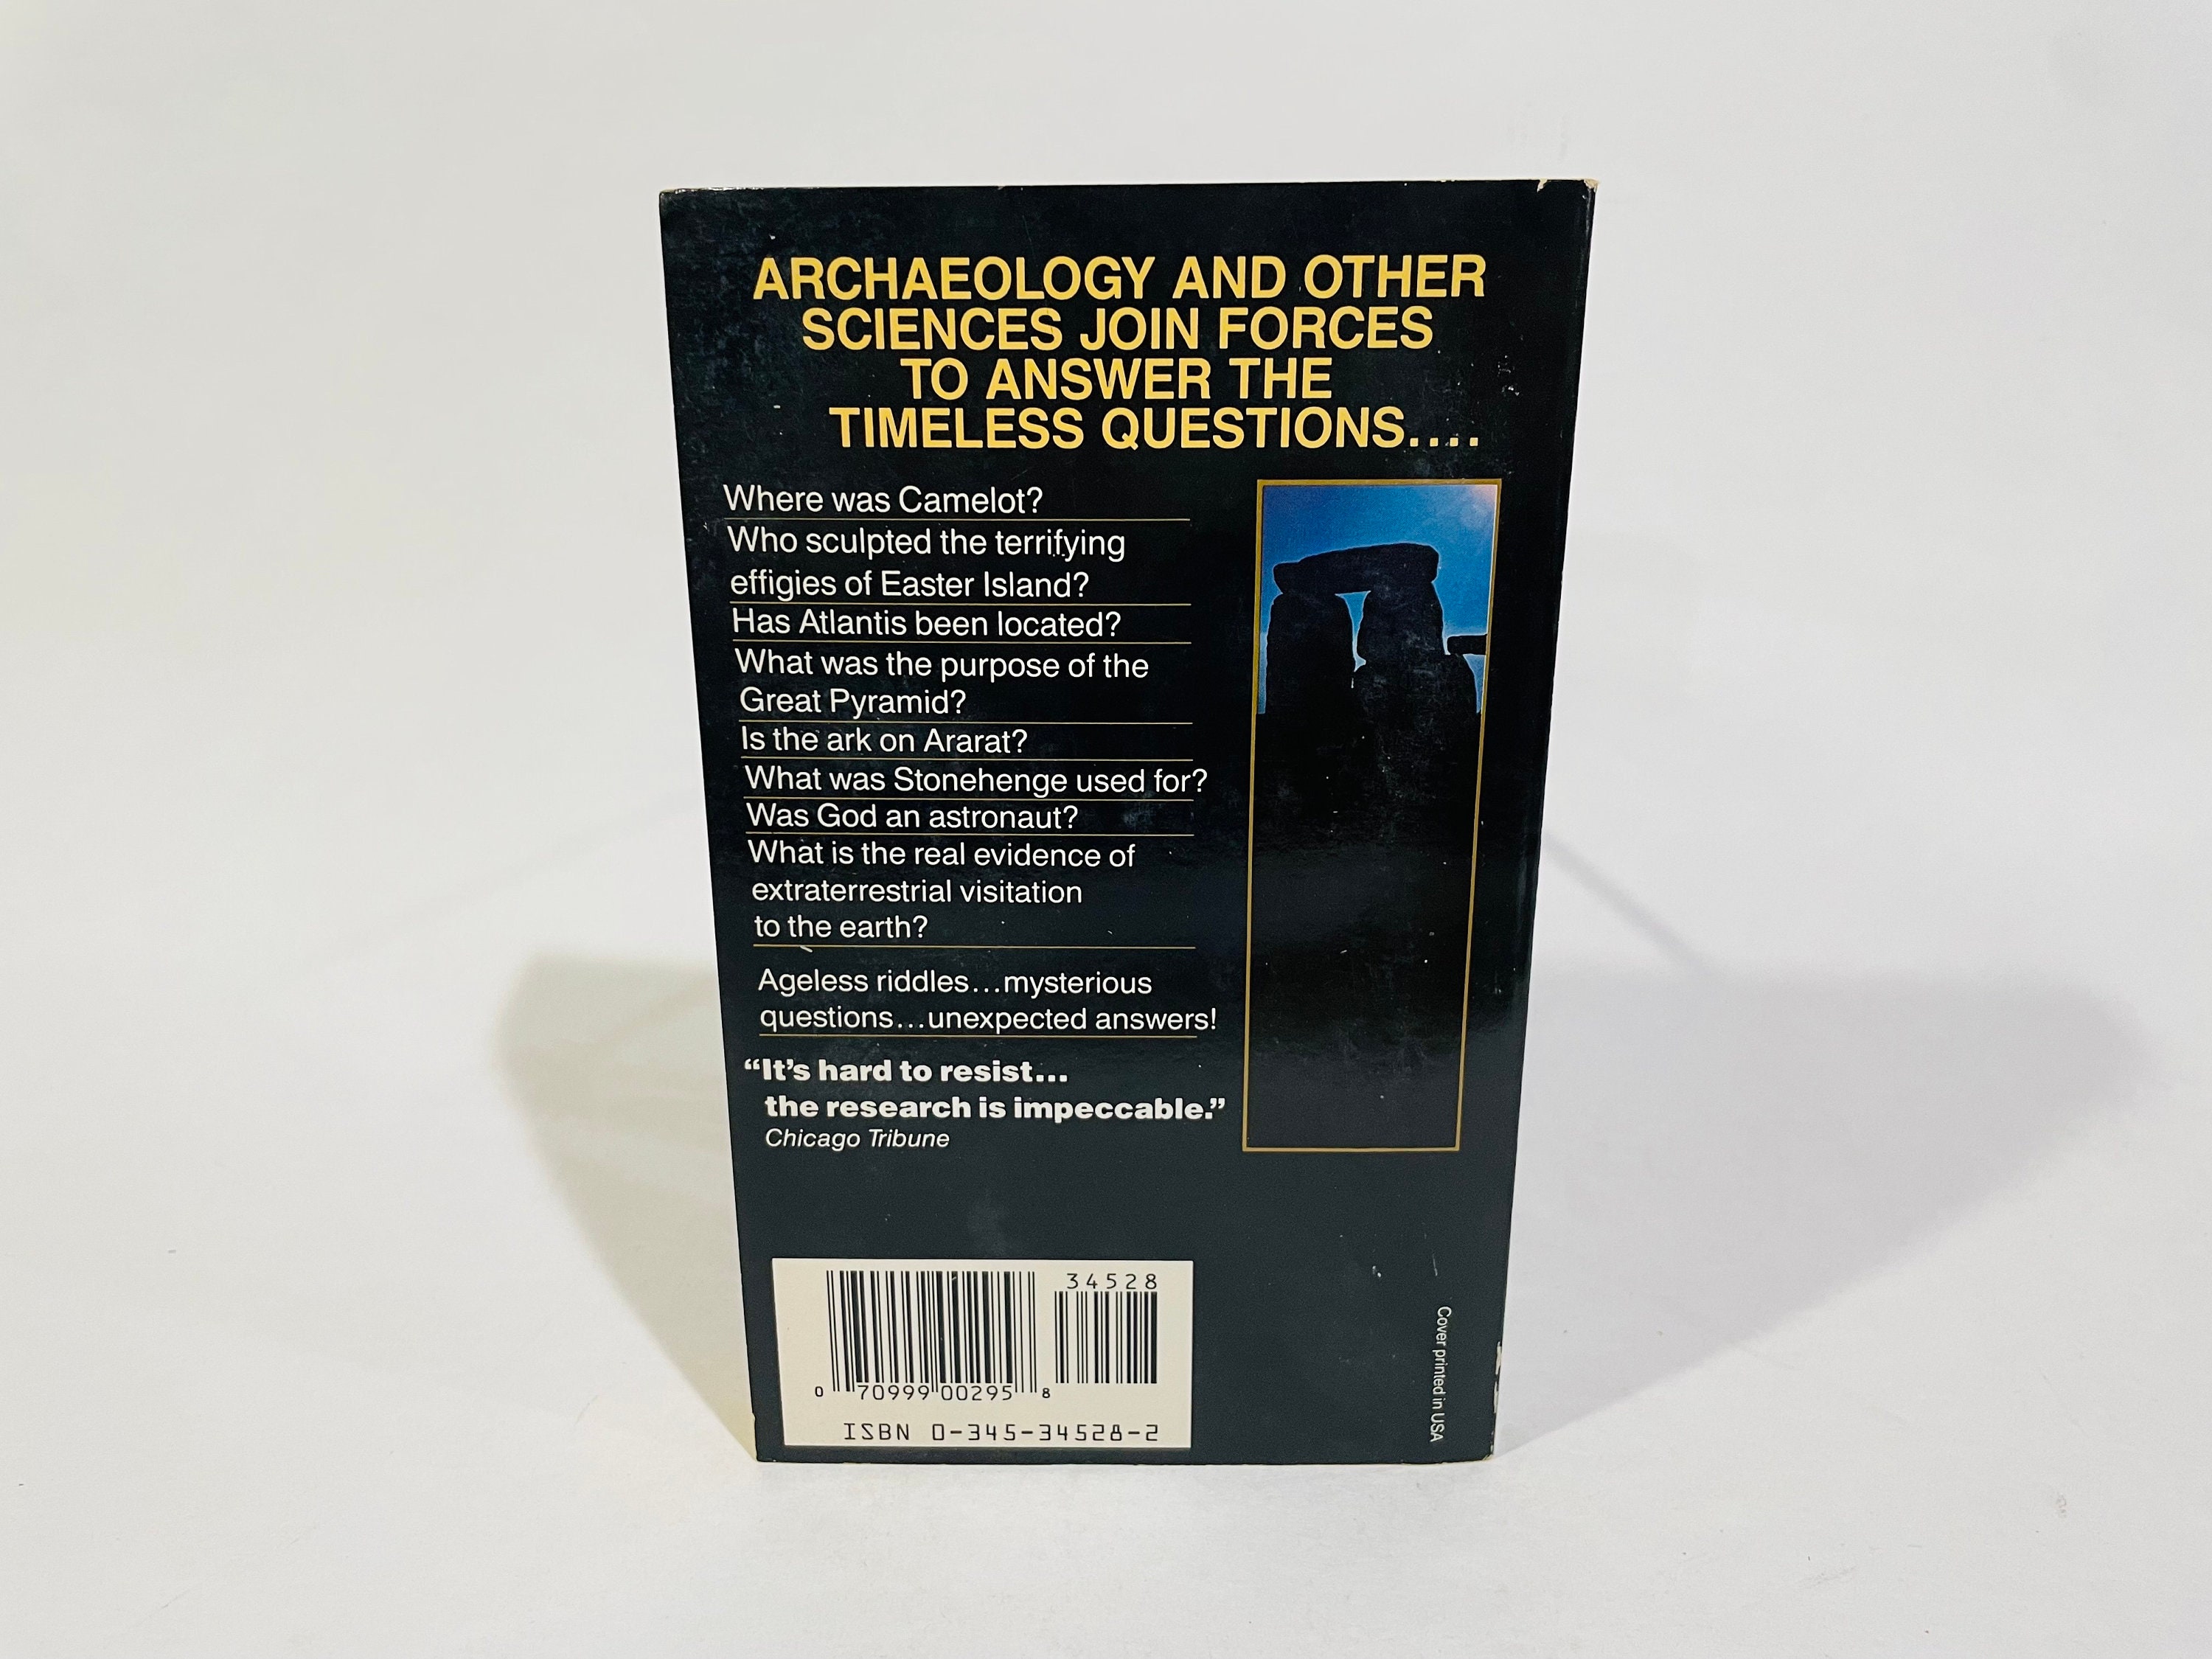 ARCHAEOLOGY AND OTHER
SCIENCES JOIN FORCES
TO ANSWER THE
TIMELESS QUESTIONS....
Where was Camelot?
Who sculpted the terrifying
effigies of Easter Island?
Has Atlantis been located?
What was the purpose of the
Great Pyramid?
Is the ark on Ararat?
What was Stonehenge used for?
Was God an astronaut?
What is the real evidence of
extraterrestrial visitation
to the earth?
Ageless riddles...mysterious
questions...unexpected answers!
“It’s hard to resist...
the research is impeccable.”
Chicago Tribune
34528
0 70999 00295 8
ISBN 0-345-34528-2
Cover printed in USA